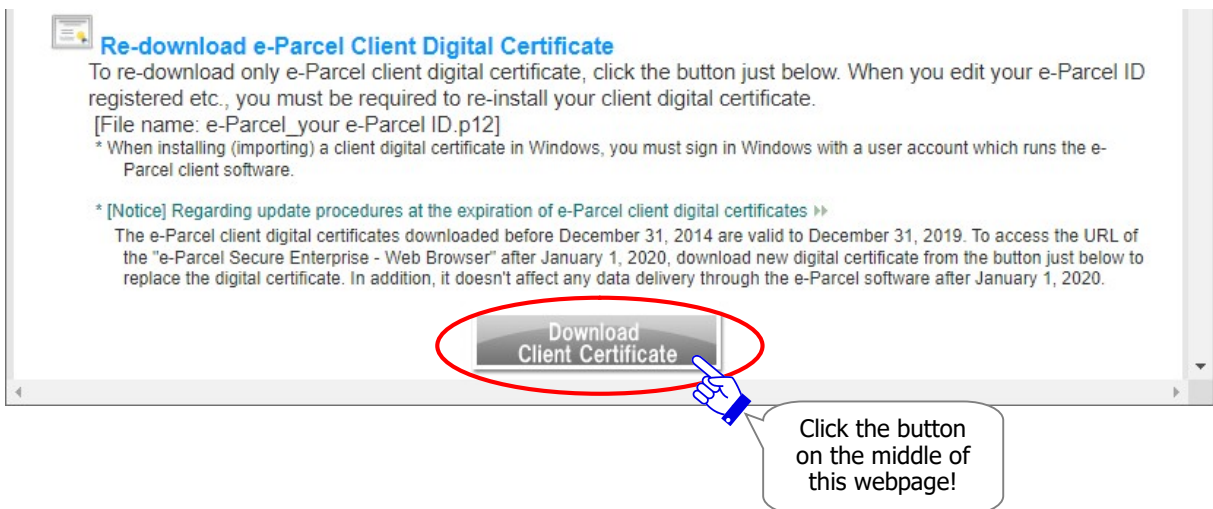 Re-download e-Parcel Client Digital Certificate
To re-download only e-Parcel client digital certificate, click the button just below. When you edit your e-Parcel ID
registered etc., you must be required to re-install your client digital certificate.
[File name: e-Parcel_your e-Parcel ID.p12]
* When installing (importing) a client digital certificate in Windows, you must sign in Windows with a user account which runs the e-
Parcel client software.
* [Notice] Regarding update procedures at the expiration of e-Parcel client digital certificates
The e-Parcel client digital certificates downloaded before December 31, 2014 are valid to December 31, 2019. To access the URL of
the "e-Parcel Secure Enterprise - Web Browser" after January 1, 2020, download new digital certificate from the button just below to
replace the digital certificate. In addition, it doesn't affect any data delivery through the e-Parcel software after January 1, 2020.
Download
Client Certificate
Click the button
on the middle of
this webpage!